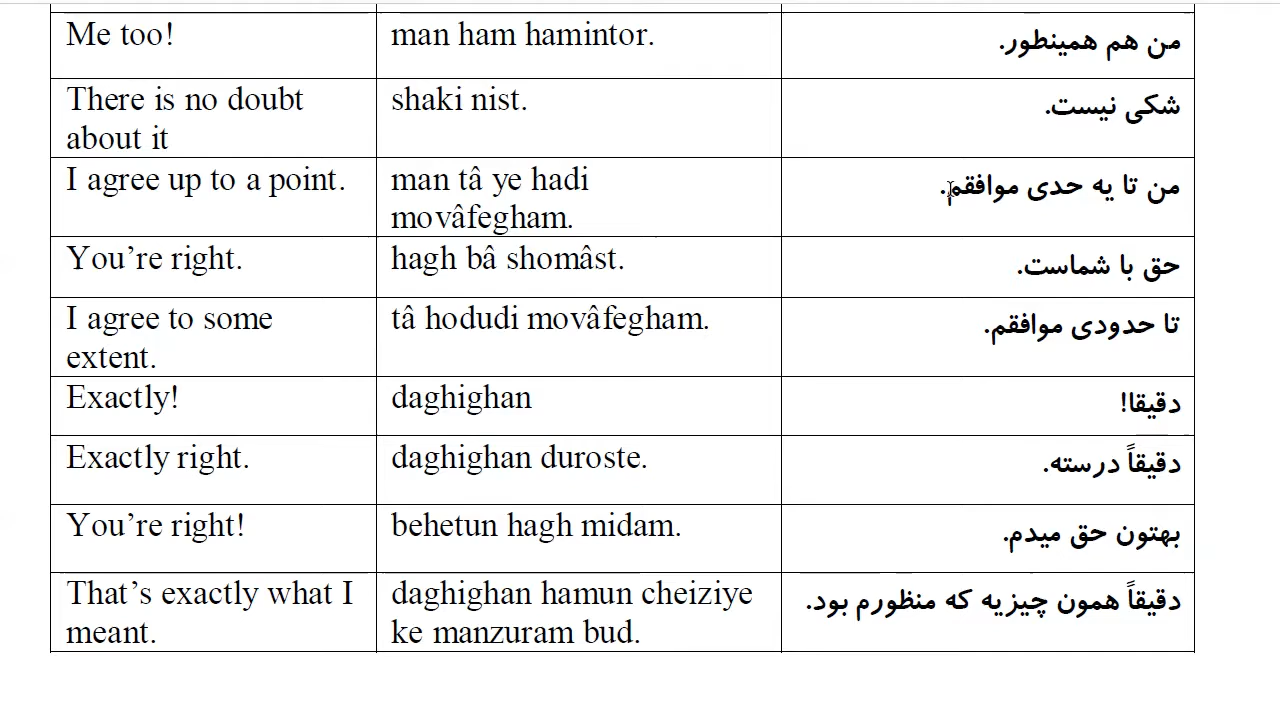 Me too!
man ham hamintor.
من هم همینطور.
There is no doubt
about it
shaki nist.
شکی نیست.
I agree up to a point.
man tâ ye hadi
movâfegham.
من تا یه حدی موافقم.
You’re right.
hagh bâ shomâst.
حق با شماست.
I agree to some
extent.
tâ hodudi movâfegham.
تا حدودی موافقم.
Exactly!
daghighan
دقیقا!
Exactly right.
daghighan duroste.
دقیقاً درسته.
You’re right!
behetun hagh midam.
بهتون حق میدم.
That’s exactly what I
meant.
daghighan hamun cheiziye
ke manzuram bud.
دقیقاً همون چیزیه که منظورم بود.